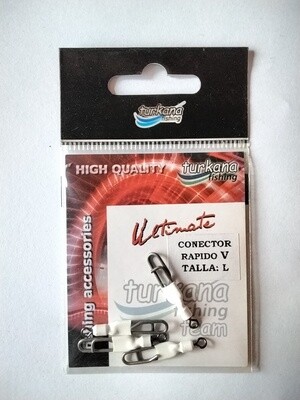 turkana
fishing
HIGH QUALITY
turkana
fishing
Ultimate
CONECTOR
RAPIDO V
TALLA: L
fishing accessories
turkana
fishing
team